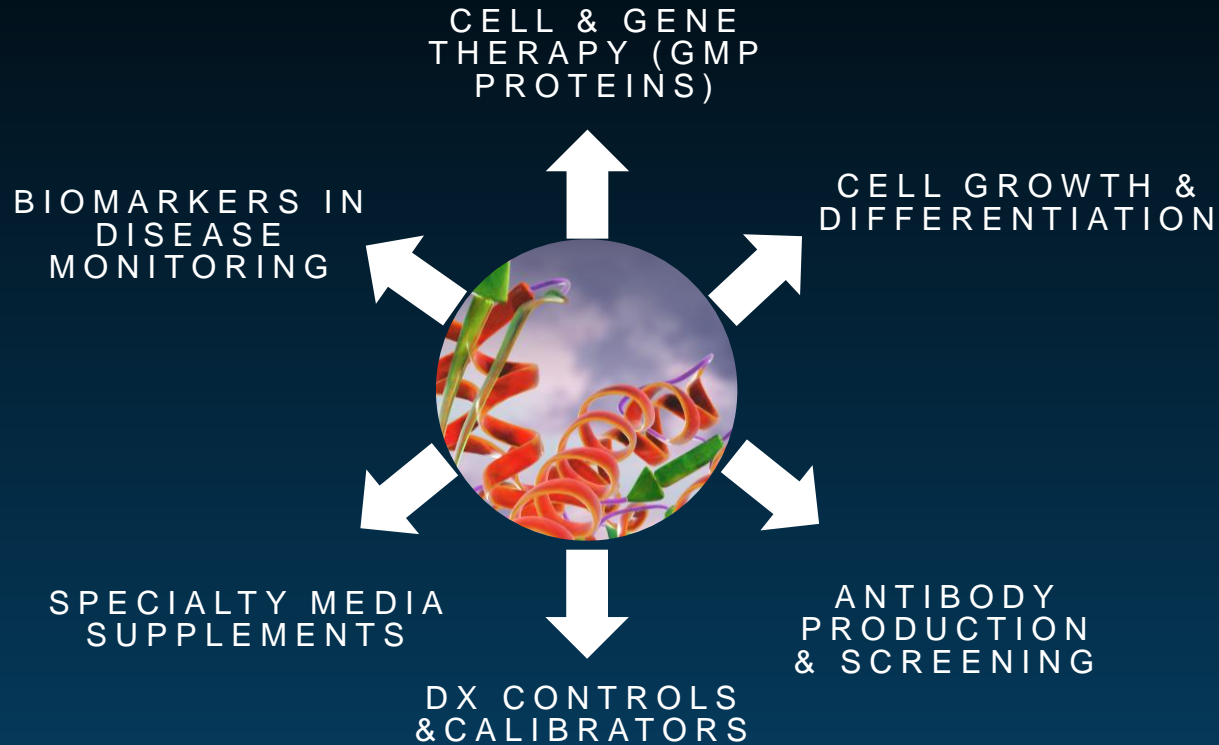 CELL & GENE
THERAPY (GMP
PROTEINS)
BIOMARKERS IN
DISEASE
MONITORING
CELL GROWTH &
DIFFERENTIATION
SPECIALTY MEDIA
SUPPLEMENTS
ANTIBODY
PRODUCTION
& SCREENING
DX CONTROLS
&CALIBRATORS